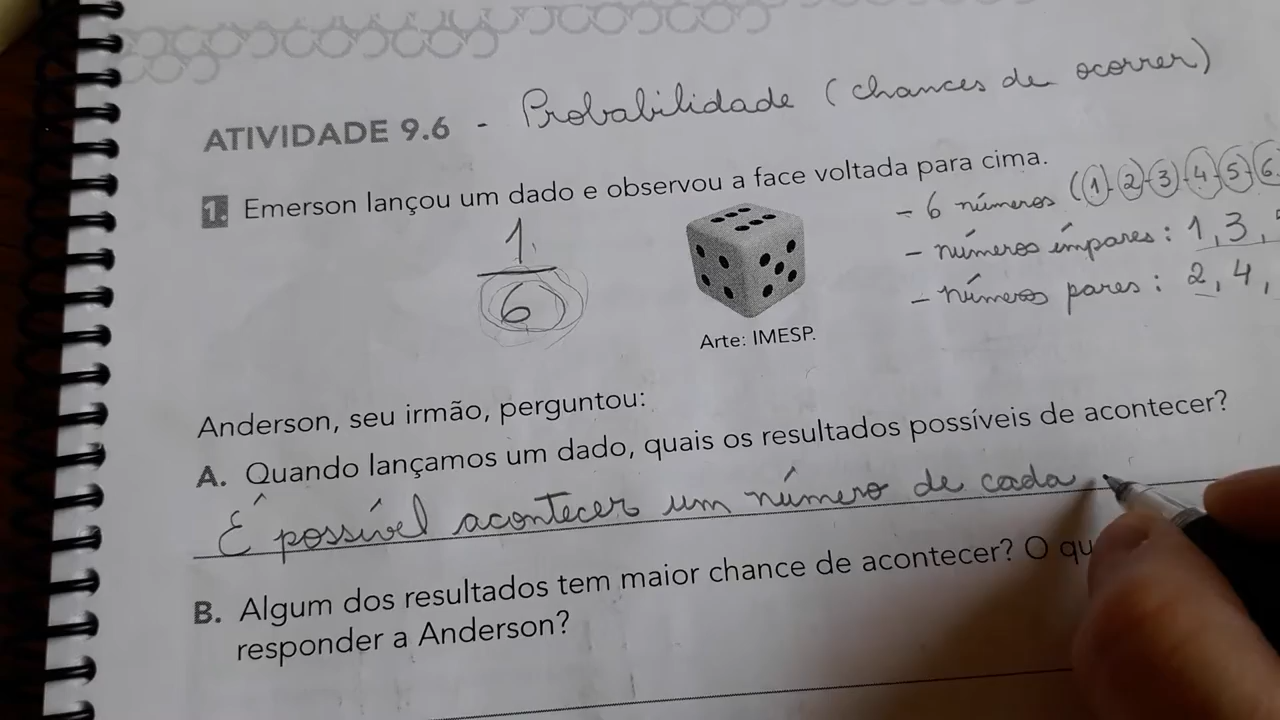 ATIVIDADE 9.6 - Probabilidade (chances de ocorrer)
1. Emerson lançou um dado e observou a face voltada para cima.
- 6 números (1-2-3-4-5-6
- números ímpares: 1, 3,
- números pares: 2, 4,
1
6
Arte: IMESP.
Anderson, seu irmão, perguntou:
A. Quando lançamos um dado, quais os resultados possíveis de acontecer?
Ê possível acontecer um número de cada
B. Algum dos resultados tem maior chance de acontecer? O
responder a Anderson?